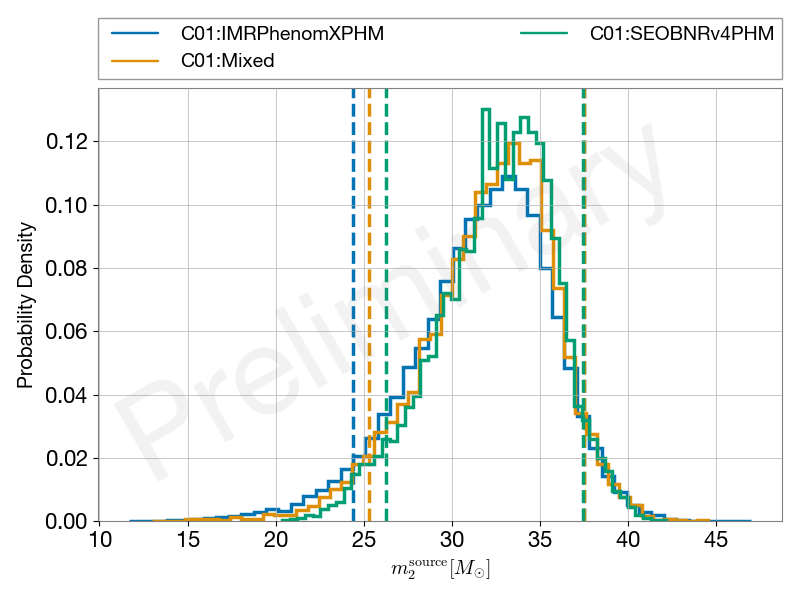 C01:IMRPhenomXPHM
C01:Mixed
C01:SEOBNRv4PHM
Preliminary
Probability Density
0.12
0.10
0.08
0.06
0.04
0.02
0.00
10 15 20 25 30 35 40 45
m₂^source [M⊙]